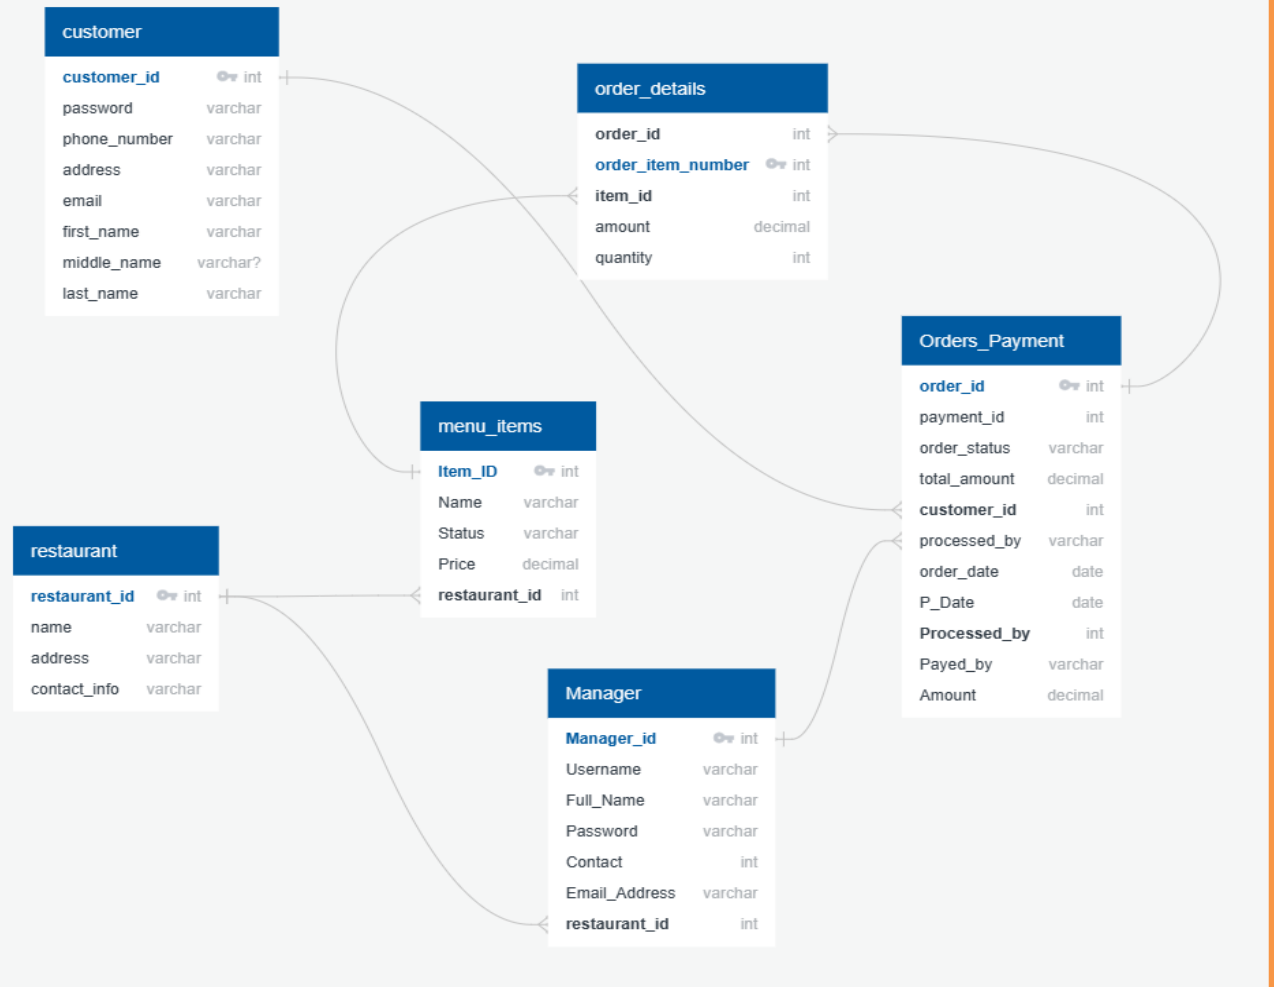 customer
customer_id int
password varchar
phone_number varchar
address varchar
email varchar
first_name varchar
middle_name varchar?
last_name varchar
order_details
order_id int
order_item_number int
item_id int
amount decimal
quantity int
Orders_Payment
order_id int
payment_id int
order_status varchar
total_amount decimal
customer_id int
processed_by varchar
order_date date
P_Date date
Processed_by int
Payed_by varchar
Amount decimal
menu_items
Item_ID int
Name varchar
Status varchar
Price decimal
restaurant_id int
restaurant
restaurant_id int
name varchar
address varchar
contact_info varchar
Manager
Manager_id int
Username varchar
Full_Name varchar
Password varchar
Contact int
Email_Address varchar
restaurant_id int